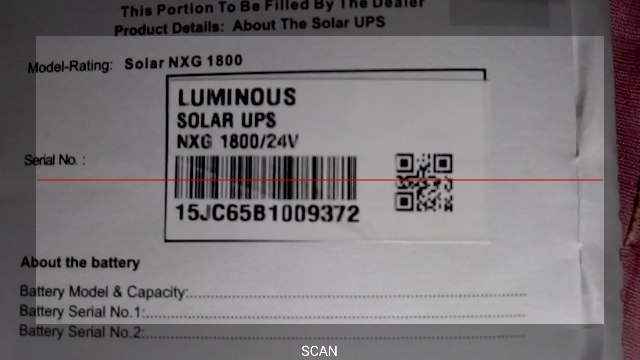 This Portion To Be Filled By The Dealer
Product Details: About The Solar UPS
Model-Rating: Solar NXG 1800
LUMINOUS
SOLAR UPS
NXG 1800/24V
Serial No. :
15JC65B1009372
About the battery
Battery Model & Capacity:
Battery Serial No.1:
Battery Serial No.2:
SCAN